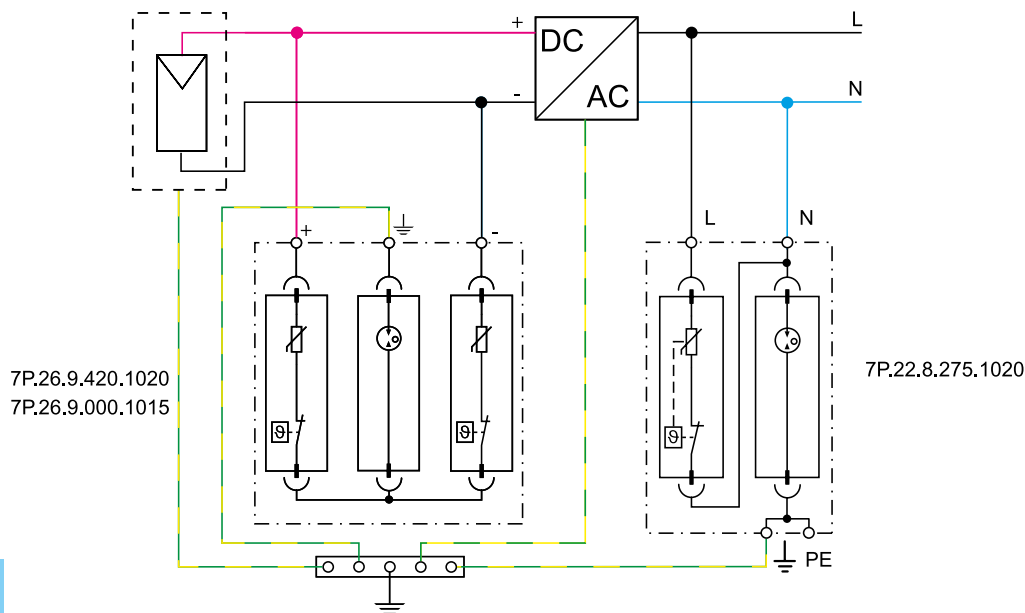 +
DC
L
-
AC
N
+
-
L
N
7P.26.9.420.1020
7P.26.9.000.1015
7P.22.8.275.1020
ϑ
ϑ
ϑ
PE